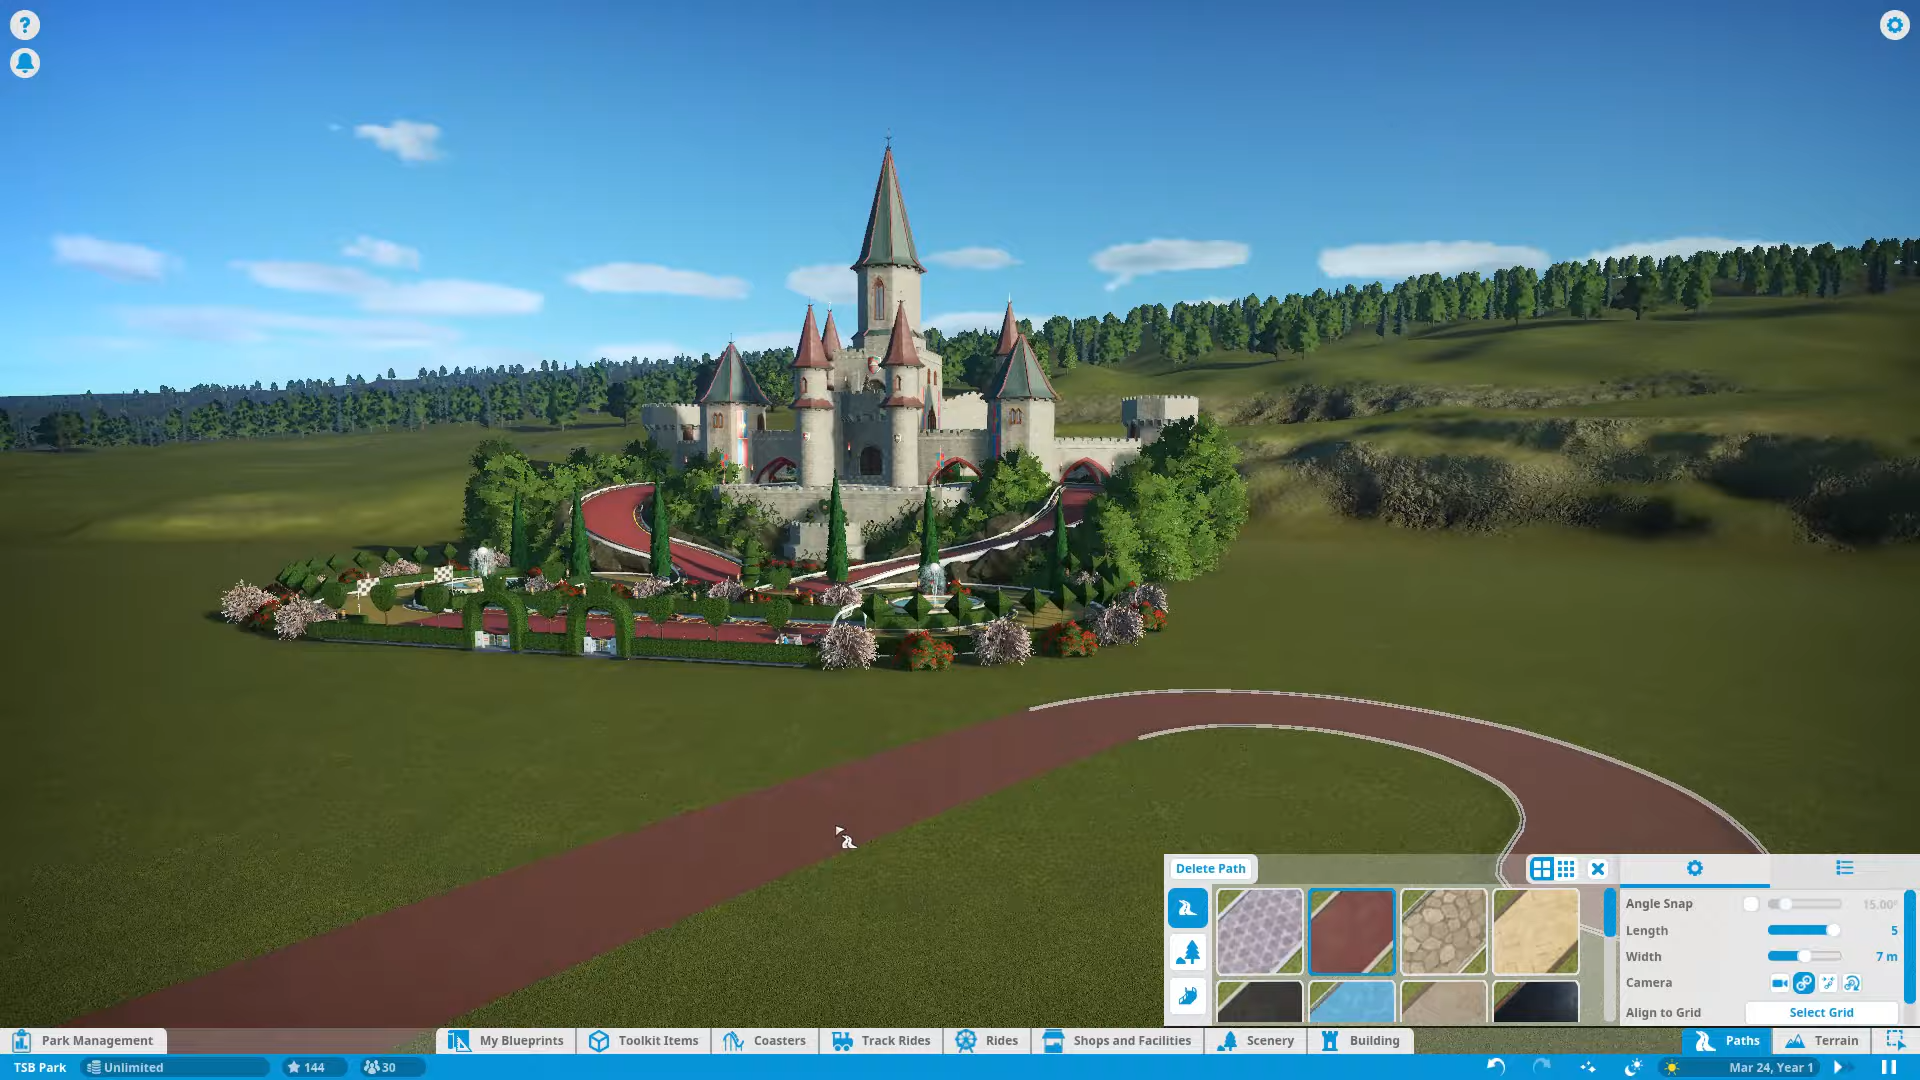 ?
Delete Path
Angle Snap 15.00°
Length 5
Width 7 m
Camera
Align to Grid Select Grid
Park Management My Blueprints Toolkit Items Coasters Track Rides Rides Shops and Facilities Scenery Building Paths Terrain
TSB Park Unlimited 144 30 Mar 24, Year 1